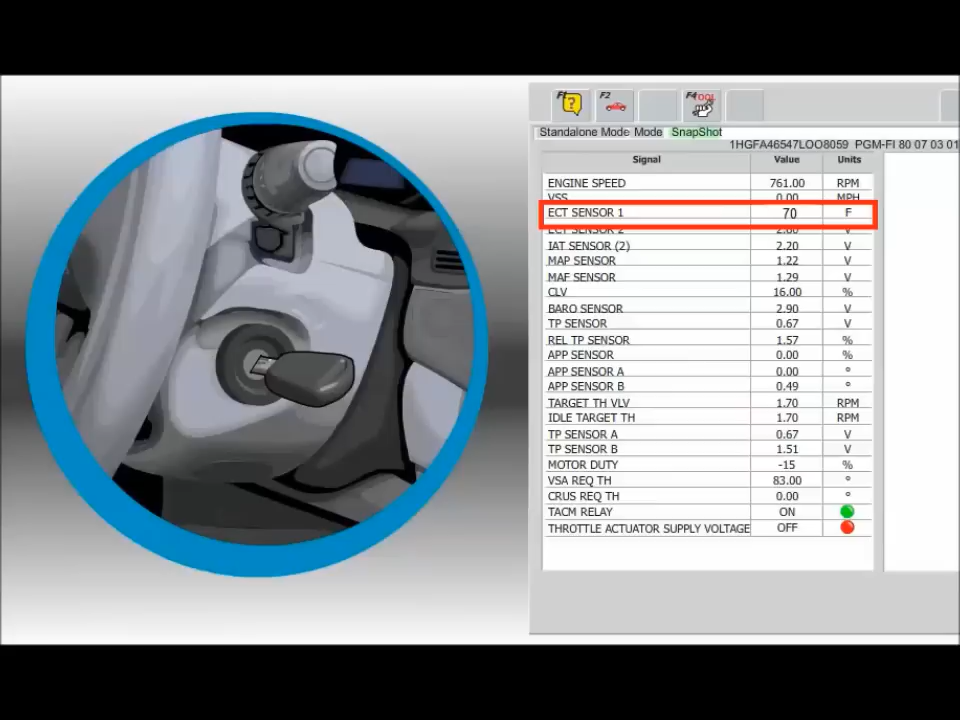 F1 ? F2 F4 TOOL
Standalone Mode Mode SnapShot
1HGFA46547LOO8059 PGM-FI 80 07 03 01
Signal Value Units
ENGINE SPEED 761.00 RPM
VSS 0.00 MPH
ECT SENSOR 1 70 F
ECT SENSOR 2 2.60 V
IAT SENSOR (2) 2.20 V
MAP SENSOR 1.22 V
MAF SENSOR 1.29 V
CLV 16.00 %
BARO SENSOR 2.90 V
TP SENSOR 0.67 V
REL TP SENSOR 1.57 %
APP SENSOR 0.00 %
APP SENSOR A 0.00 °
APP SENSOR B 0.49 °
TARGET TH VLV 1.70 RPM
IDLE TARGET TH 1.70 RPM
TP SENSOR A 0.67 V
TP SENSOR B 1.51 V
MOTOR DUTY -15 %
VSA REQ TH 83.00 °
CRUS REQ TH 0.00 °
TACM RELAY ON
THROTTLE ACTUATOR SUPPLY VOLTAGE OFF